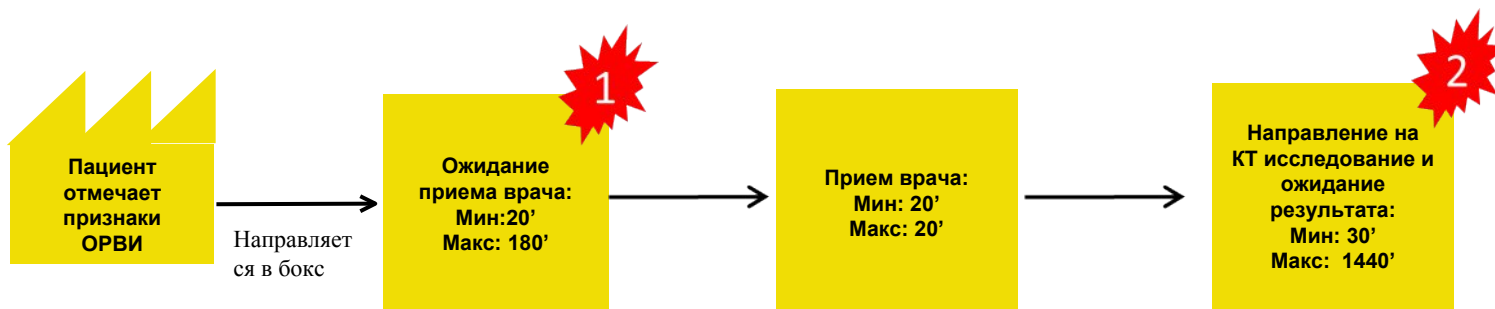 Пациент
отмечает
признаки
ОРВИ
Направляет
ся в бокс
1
Ожидание
приема врача:
Мин:20’
Макс: 180’
Прием врача:
Мин: 20’
Макс: 20’
2
Направление на
КТ исследование и
ожидание
результата:
Мин: 30’
Макс: 1440’